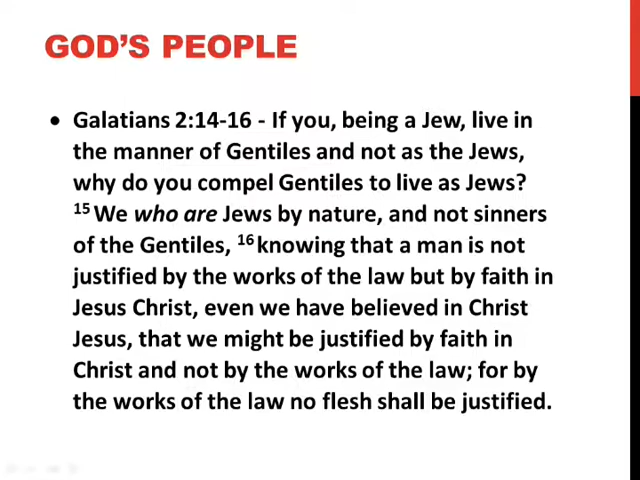 GOD'S PEOPLE
• Galatians 2:14-16 - If you, being a Jew, live in
the manner of Gentiles and not as the Jews,
why do you compel Gentiles to live as Jews?
15 We who are Jews by nature, and not sinners
of the Gentiles, 16 knowing that a man is not
justified by the works of the law but by faith in
Jesus Christ, even we have believed in Christ
Jesus, that we might be justified by faith in
Christ and not by the works of the law; for by
the works of the law no flesh shall be justified.